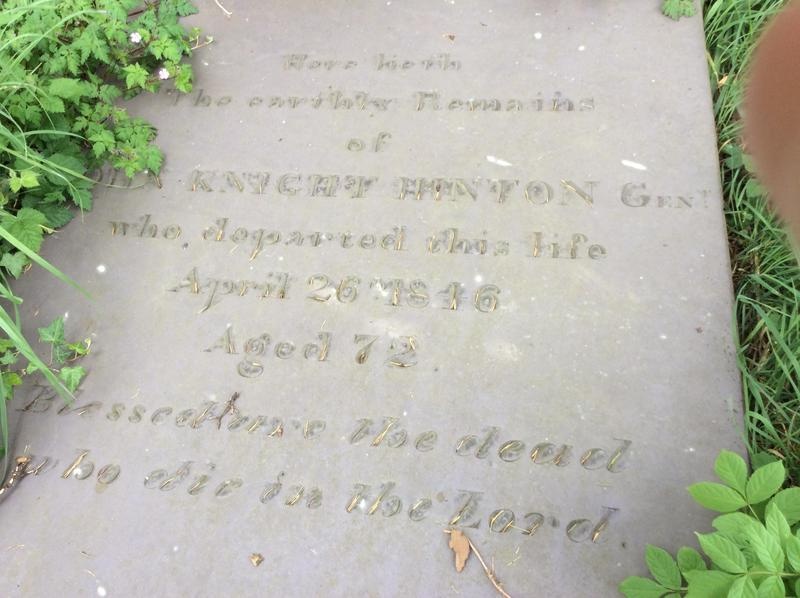 Here lieth
The earthly Remains
of
KNIGHT HINTON GENT
who departed this life
April 26th 1846
Aged 72
Blessed are the dead
who die in the Lord